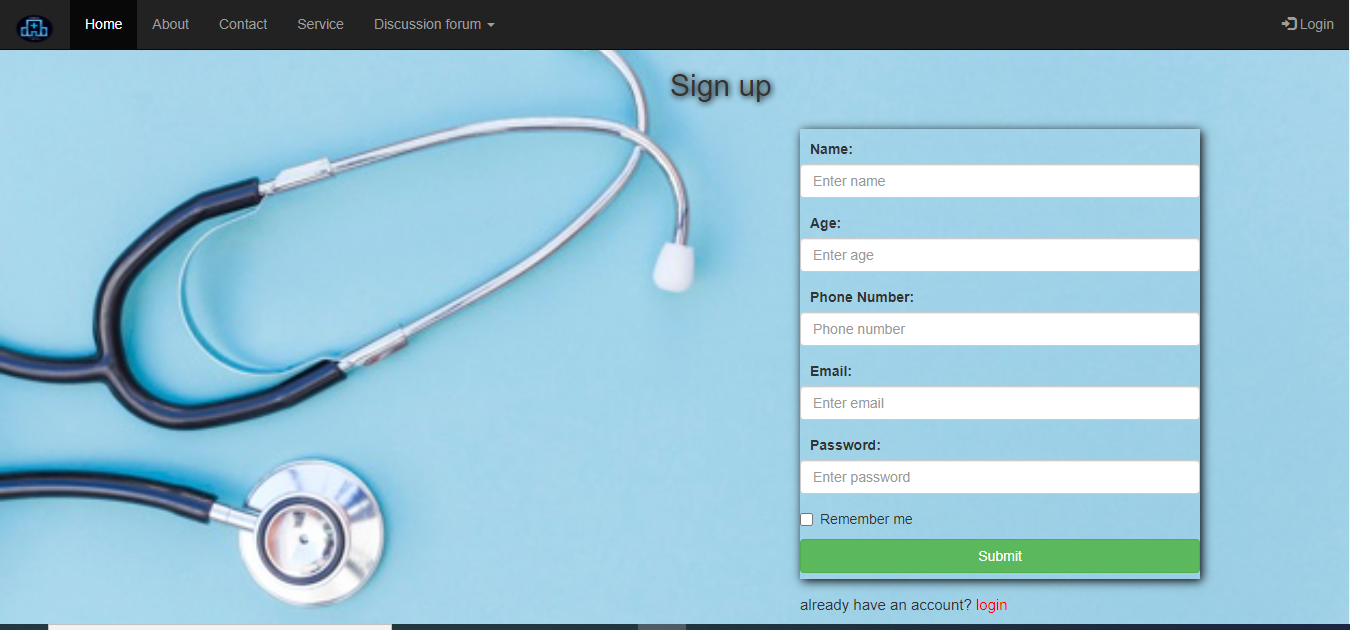 Home About Contact Service Discussion forum Login
Sign up
Name:
Enter name
Age:
Enter age
Phone Number:
Phone number
Email:
Enter email
Password:
Enter password
Remember me
Submit
already have an account? login